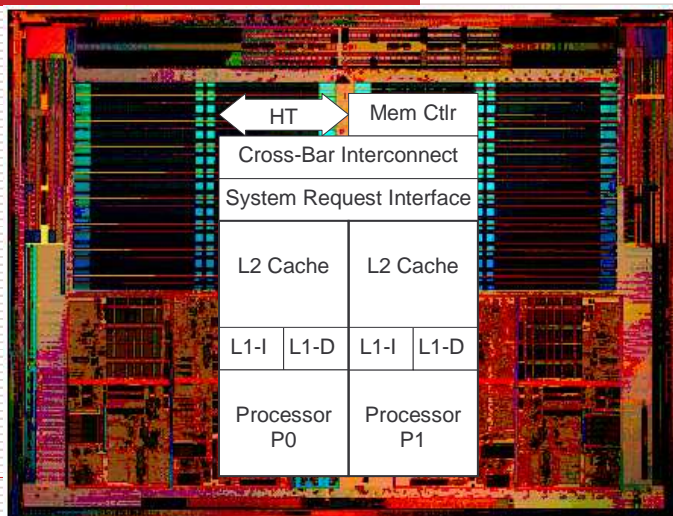 HT
Mem Ctlr
Cross-Bar Interconnect
System Request Interface
L2 Cache
L2 Cache
L1-I
L1-D
L1-I
L1-D
Processor
P0
Processor
P1